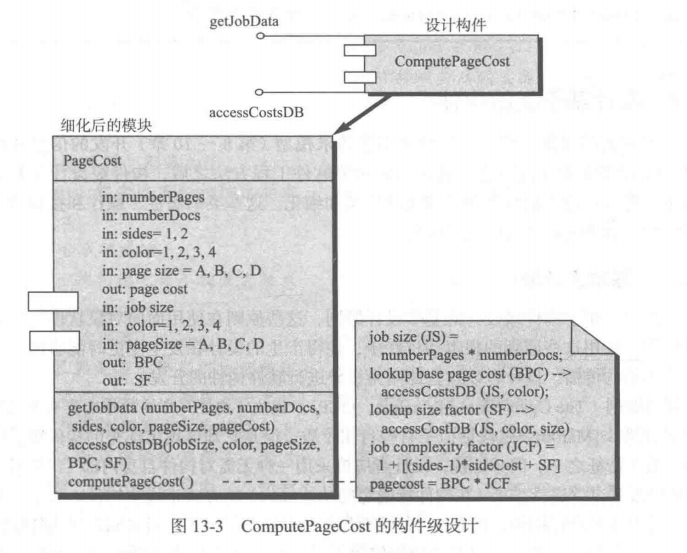 getJobData
设计构件
ComputePageCost
accessCostsDB
细化后的模块
PageCost
in: numberPages
in: numberDocs
in: sides= 1, 2
in: color=1, 2, 3, 4
in: page size = A, B, C, D
out: page cost
in: job size
in: color=1, 2, 3, 4
in: pageSize = A, B, C, D
out: BPC
out: SF
getJobData (numberPages, numberDocs,
sides, color, pageSize, pageCost)
accessCostsDB(jobSize, color, pageSize,
BPC, SF)
computePageCost( )
job size (JS) =
numberPages * numberDocs;
lookup base page cost (BPC) -->
accessCostsDB (JS, color);
lookup size factor (SF) -->
accessCostDB (JS, color, size)
job complexity factor (JCF) =
1 + [(sides-1)*sideCost + SF]
pagecost = BPC * JCF
图 13-3 ComputePageCost 的构件级设计